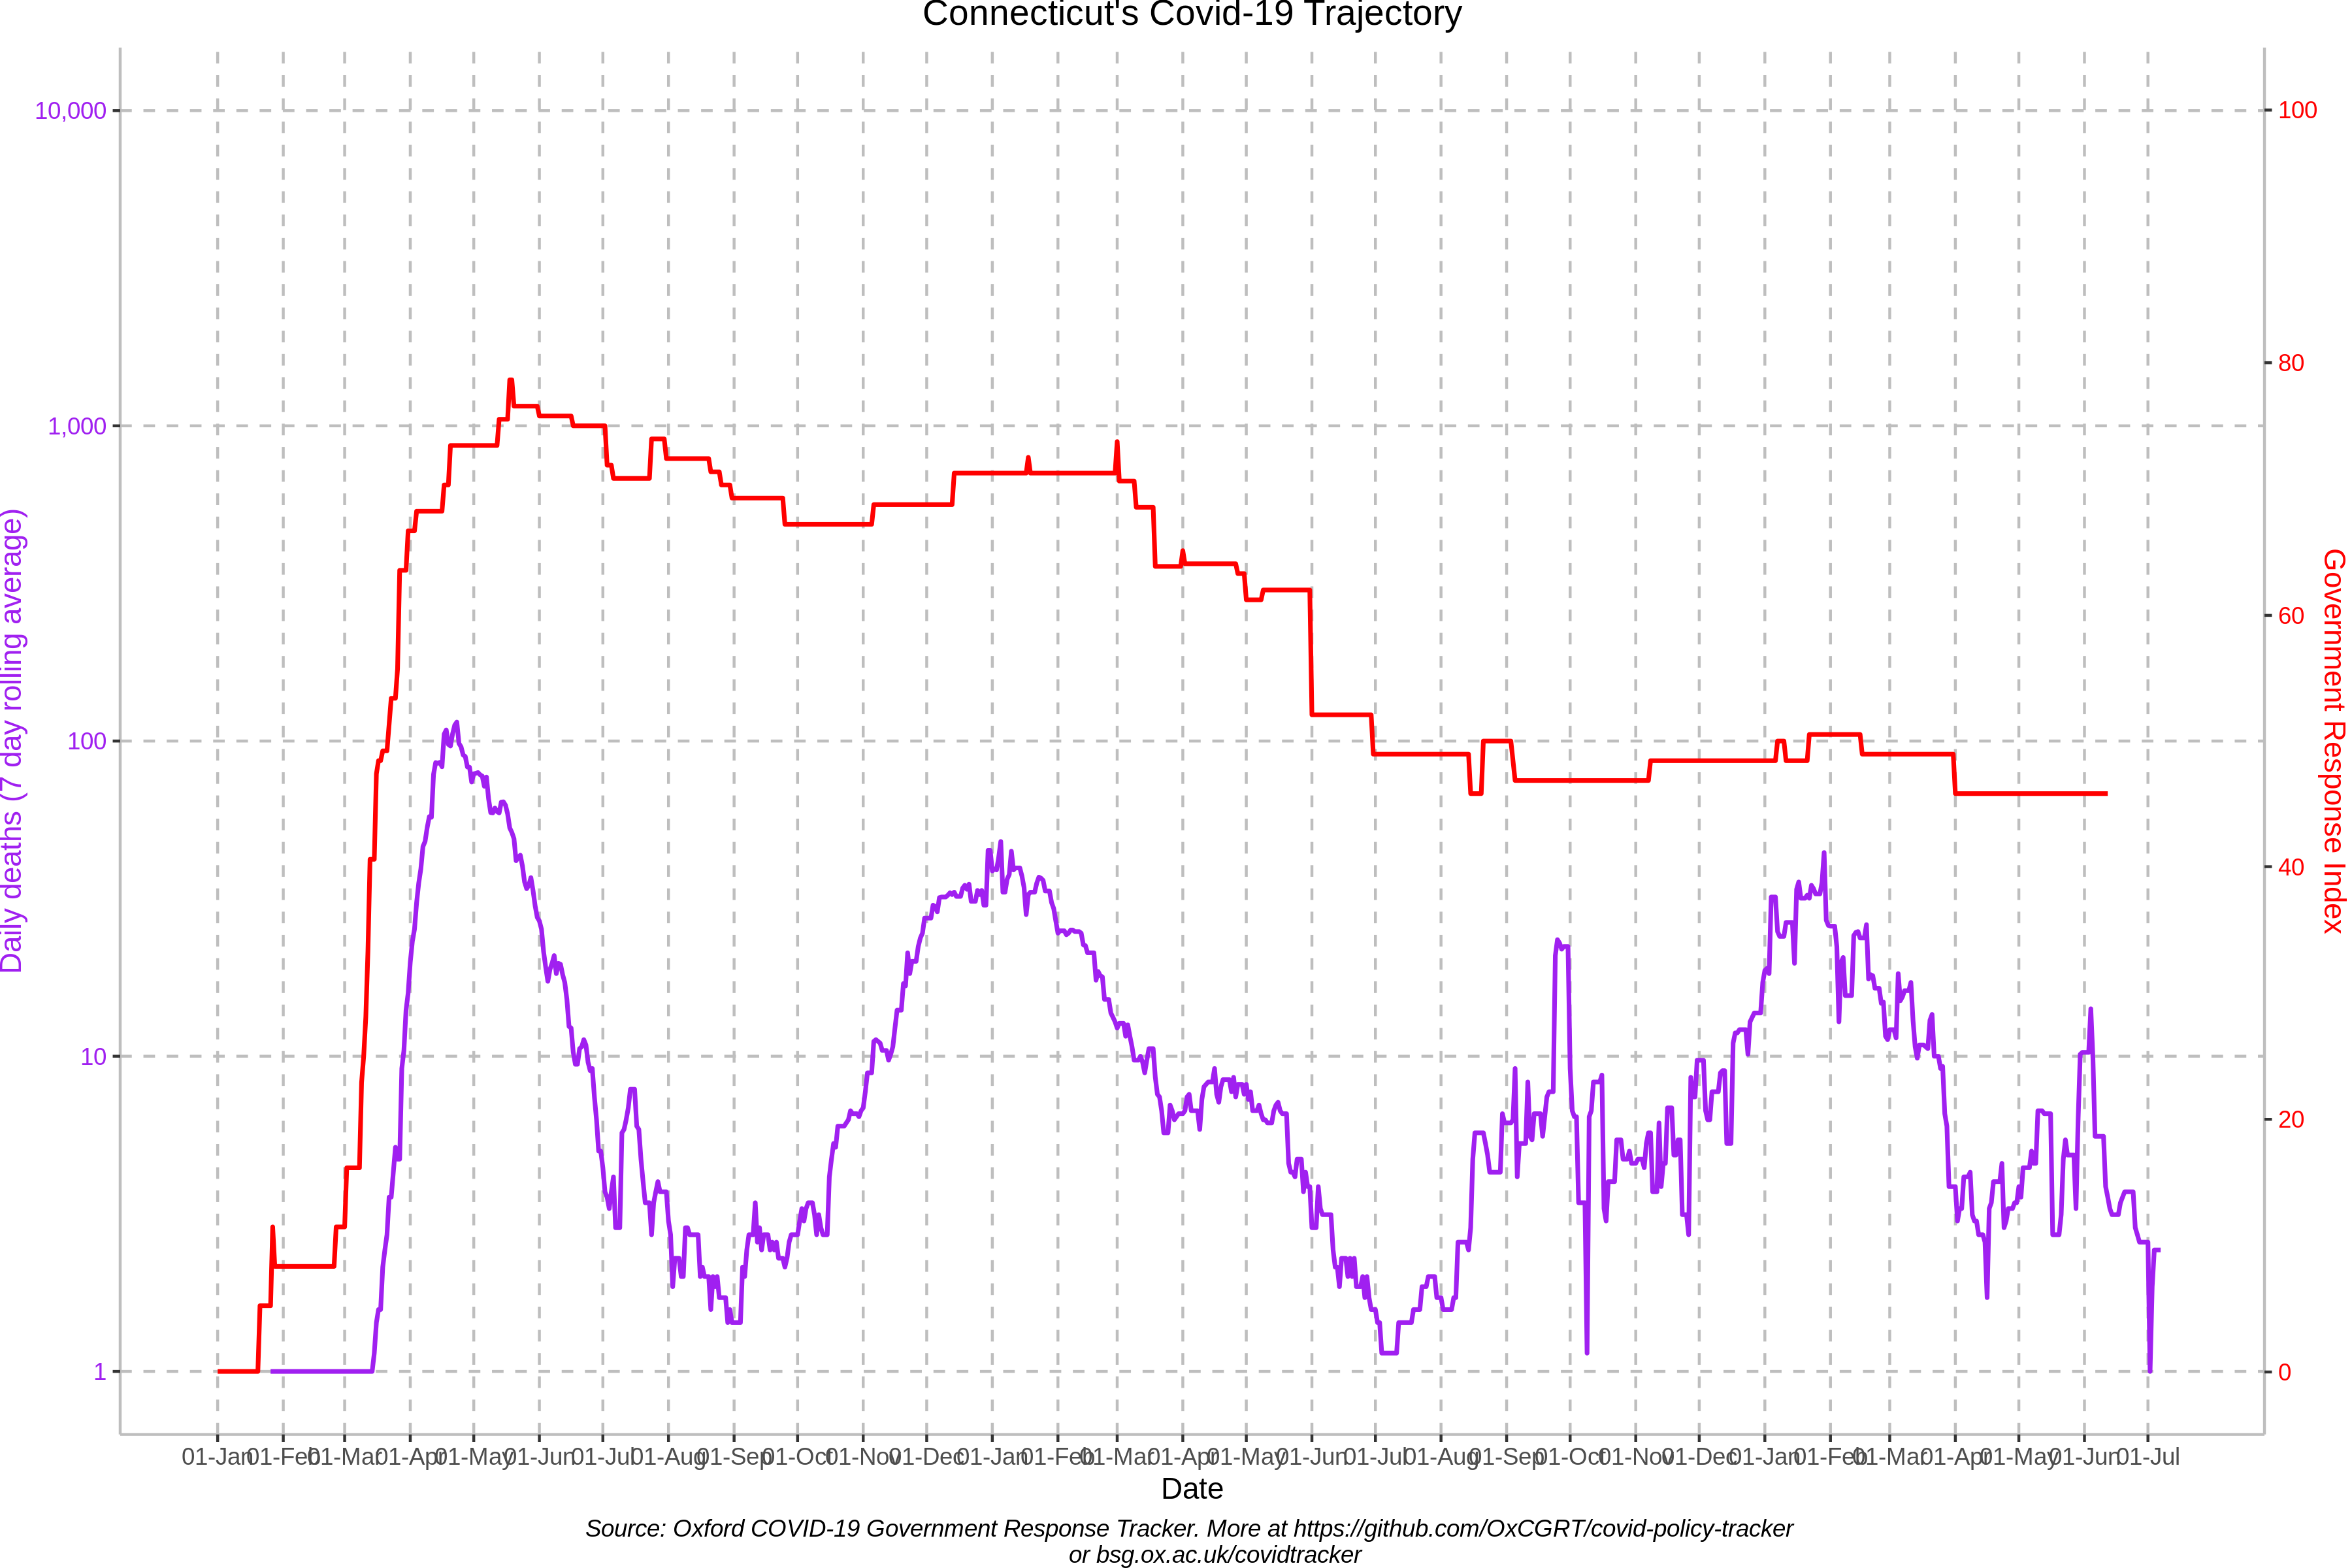 Connecticut's Covid-19 Trajectory
10,000
1,000
100
10
1
Daily deaths (7 day rolling average)
100
80
60
40
20
0
Government Response Index
01-Jan 01-Feb 01-Mar 01-Apr 01-May 01-Jun 01-Jul 01-Aug 01-Sep 01-Oct 01-Nov 01-Dec 01-Jan 01-Feb 01-Mar 01-Apr 01-May 01-Jun 01-Jul 01-Aug 01-Sep 01-Oct 01-Nov 01-Dec 01-Jan 01-Feb 01-Mar 01-Apr 01-May 01-Jun 01-Jul
Date
Source: Oxford COVID-19 Government Response Tracker. More at https://github.com/OxCGRT/covid-policy-tracker
or bsg.ox.ac.uk/covidtracker